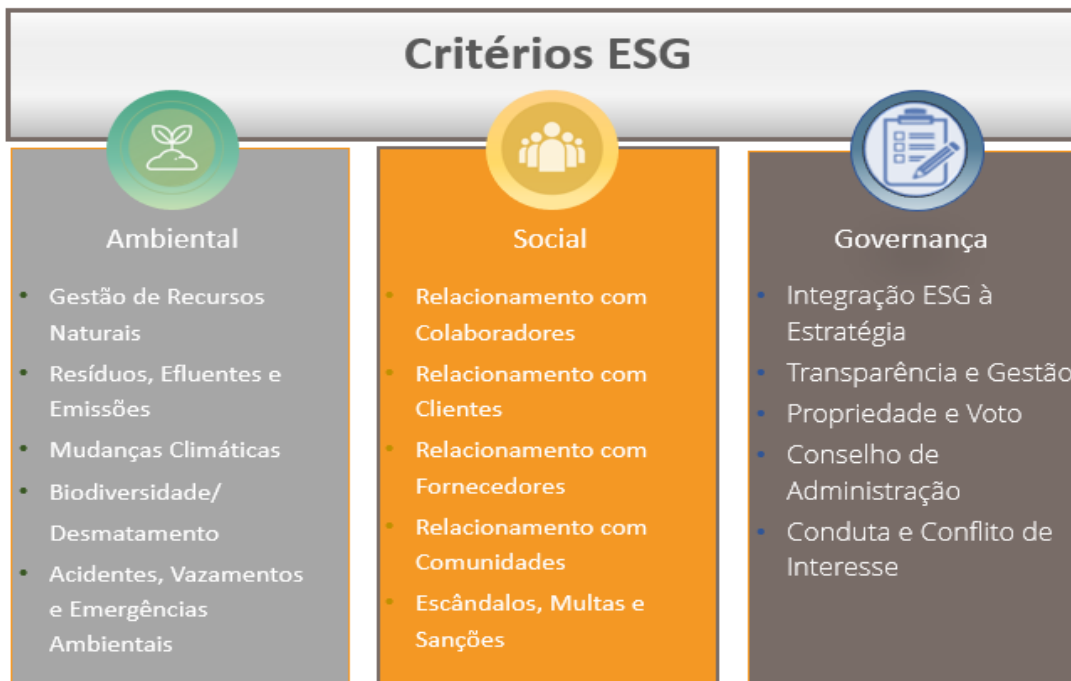 Critérios ESG
Ambiental
• Gestão de Recursos
Naturais
• Resíduos, Efluentes e
Emissões
• Mudanças Climáticas
• Biodiversidade/
Desmatamento
• Acidentes, Vazamentos
e Emergências
Ambientais
Social
• Relacionamento com
Colaboradores
• Relacionamento com
Clientes
• Relacionamento com
Fornecedores
• Relacionamento com
Comunidades
• Escândalos, Multas e
Sanções
Governança
• Integração ESG à
Estratégia
• Transparência e Gestão
• Propriedade e Voto
• Conselho de
Administração
• Conduta e Conflito de
Interesse